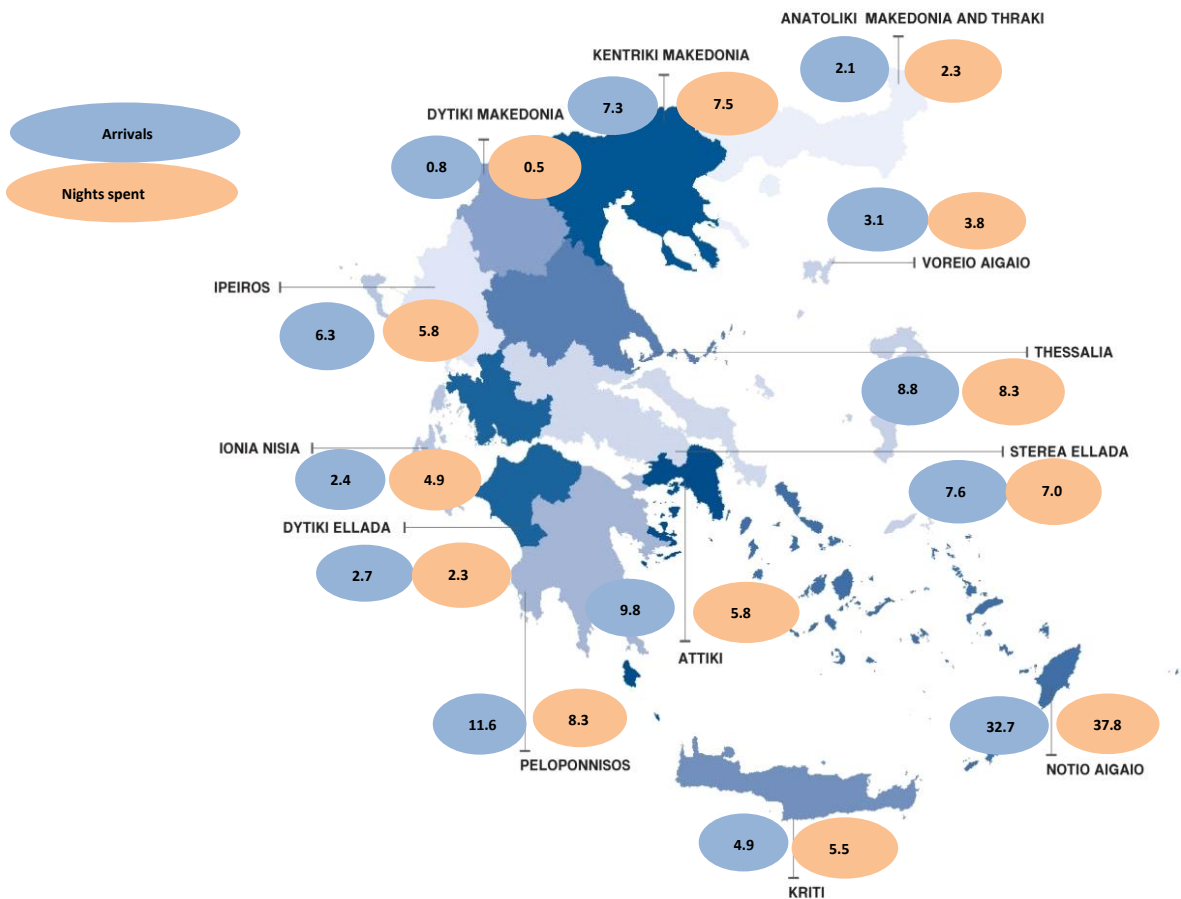 ANATOLIKI MAKEDONIA AND THRAKI
2.1
2.3
KENTRIKI MAKEDONIA
7.3
7.5
Arrivals
Nights spent
DYTIKI MAKEDONIA
0.8
0.5
3.1
3.8
VOREIO AIGAIO
IPEIROS
6.3
5.8
THESSALIA
8.8
8.3
IONIA NISIA
2.4
4.9
STEREA ELLADA
7.6
7.0
DYTIKI ELLADA
2.7
2.3
9.8
5.8
ATTIKI
11.6
8.3
PELOPONNISOS
32.7
37.8
NOTIO AIGAIO
4.9
5.5
KRITI